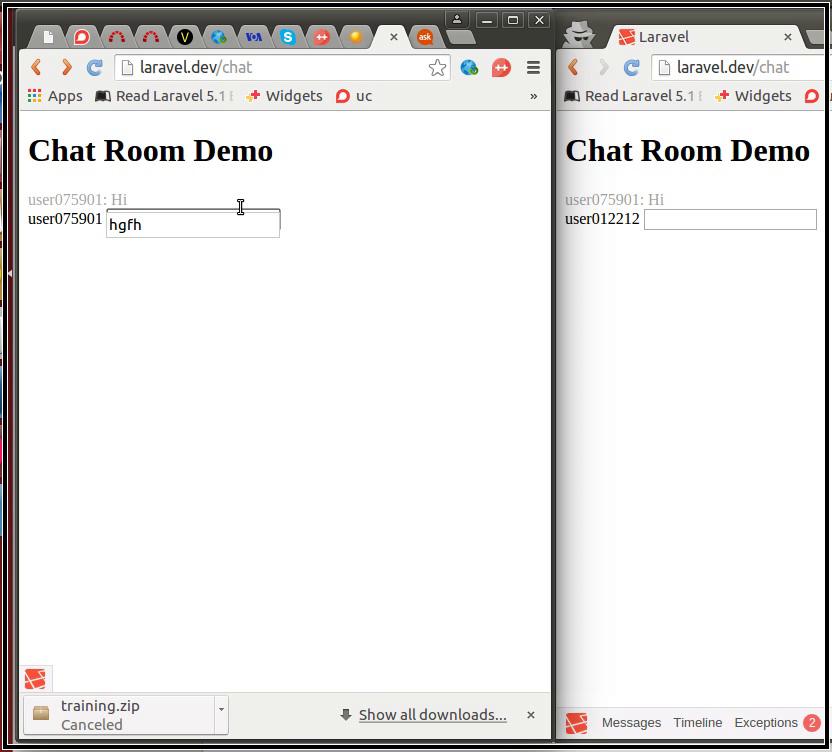 V
VOA
S
++
ask
Laravel
laravel.dev/chat
++
laravel.dev/chat
Apps
Read Laravel 5.1
Widgets
uc
»
Read Laravel 5.1
Widgets
Chat Room Demo
user075901: Hi
user075901
hgfh
Chat Room Demo
user075901: Hi
user012212
training.zip
Canceled
Show all downloads...
Messages
Timeline
Exceptions
2